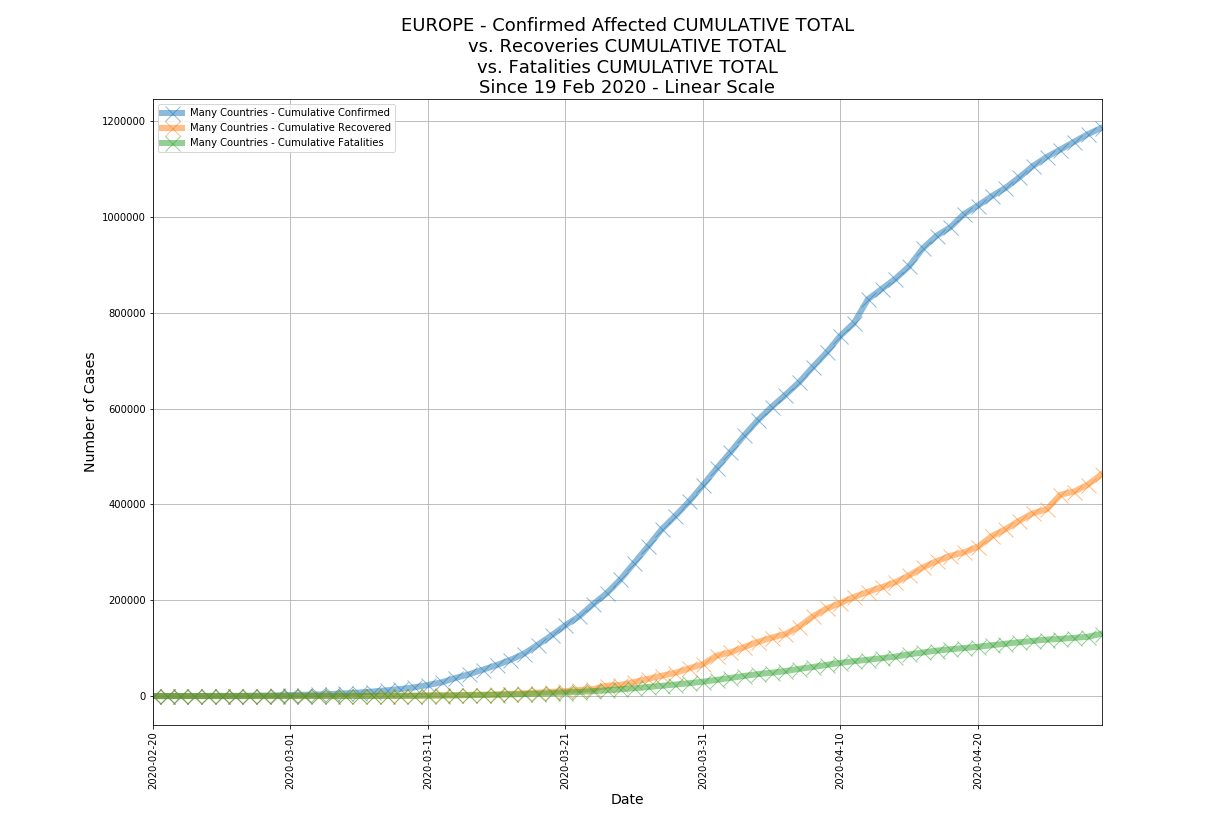 EUROPE - Confirmed Affected CUMULATIVE TOTAL
vs. Recoveries CUMULATIVE TOTAL
vs. Fatalities CUMULATIVE TOTAL
Since 19 Feb 2020 - Linear Scale
Many Countries - Cumulative Confirmed
Many Countries - Cumulative Recovered
Many Countries - Cumulative Fatalities
Number of Cases
1200000
1000000
800000
600000
400000
200000
0
2020-02-20
2020-03-01
2020-03-11
2020-03-21
2020-03-31
2020-04-10
2020-04-20
Date